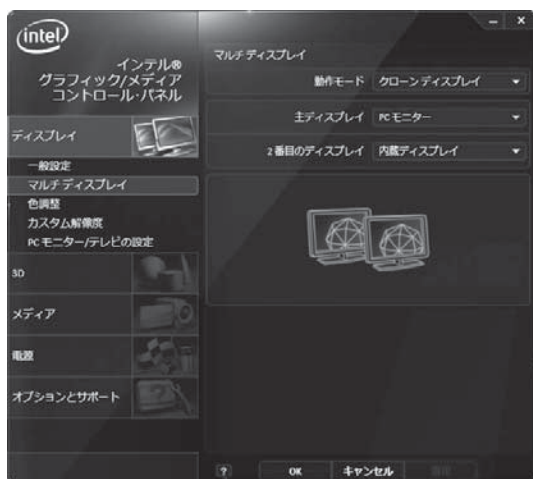 intel
インテル®
グラフィック/メディア
コントロール・パネル
ディスプレイ
一般設定
マルチ ディスプレイ
色調整
カスタム解像度
PC モニター/テレビの設定
3D
メディア
電源
オプションとサポート
マルチ ディスプレイ
動作モード クローン ディスプレイ
主ディスプレイ PC モニター
2 番目のディスプレイ 内蔵ディスプレイ
? OK キャンセル